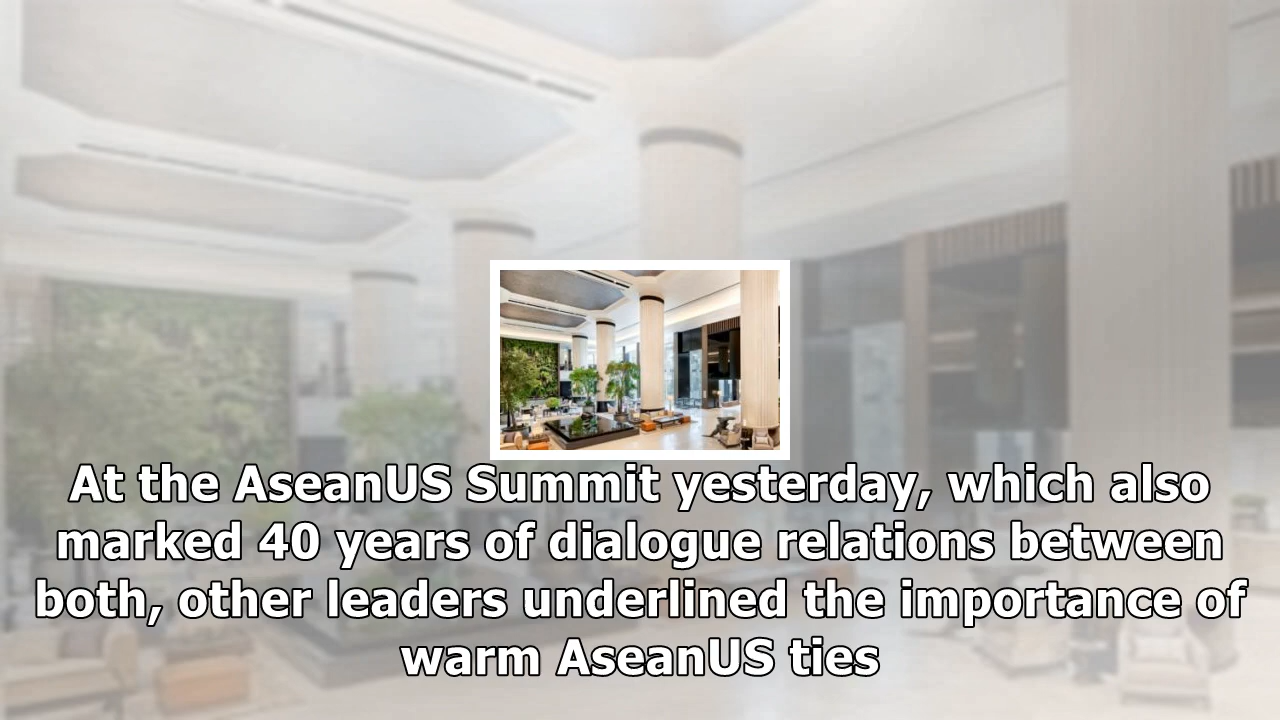 At the AseanUS Summit yesterday, which also
marked 40 years of dialogue relations between
both, other leaders underlined the importance of
warm AseanUS ties